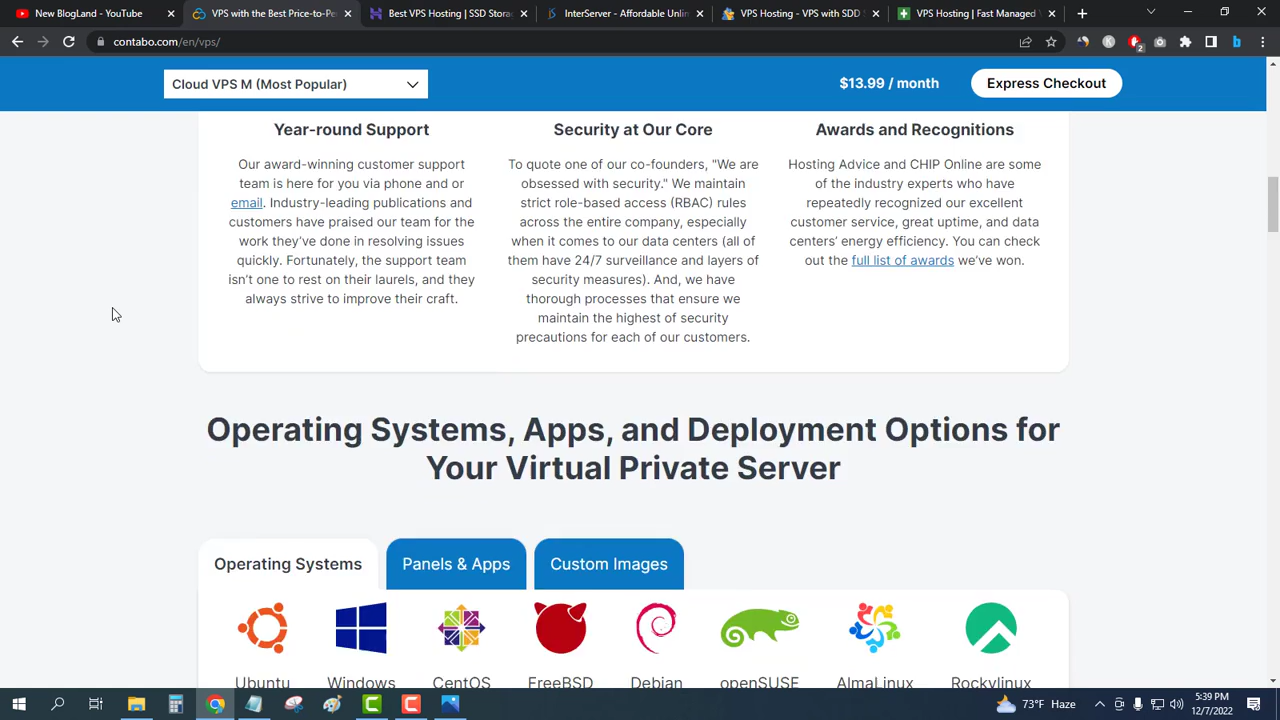 New BlogLand - YouTube
VPS with the Best Price-to-Pe
Best VPS Hosting | SSD Storag
InterServer - Affordable Unlin
VPS Hosting - VPS with SDD S
VPS Hosting | Fast Managed V
contabo.com/en/vps/
2
Cloud VPS M (Most Popular)
$13.99 / month
Express Checkout
Year-round Support
Our award-winning customer support
team is here for you via phone and or
email. Industry-leading publications and
customers have praised our team for the
work they've done in resolving issues
quickly. Fortunately, the support team
isn't one to rest on their laurels, and they
always strive to improve their craft.
Security at Our Core
To quote one of our co-founders, "We are
obsessed with security." We maintain
strict role-based access (RBAC) rules
across the entire company, especially
when it comes to our data centers (all of
them have 24/7 surveillance and layers of
security measures). And, we have
thorough processes that ensure we
maintain the highest of security
precautions for each of our customers.
Awards and Recognitions
Hosting Advice and CHIP Online are some
of the industry experts who have
repeatedly recognized our excellent
customer service, great uptime, and data
centers' energy efficiency. You can check
out the full list of awards we've won.
Operating Systems, Apps, and Deployment Options for
Your Virtual Private Server
Operating Systems
Panels & Apps
Custom Images
Ubuntu
Windows
CentOS
FreeBSD
Debian
openSUSE
AlmaLinux
Rockylinux
73°F Haze
5:39 PM
12/7/2022